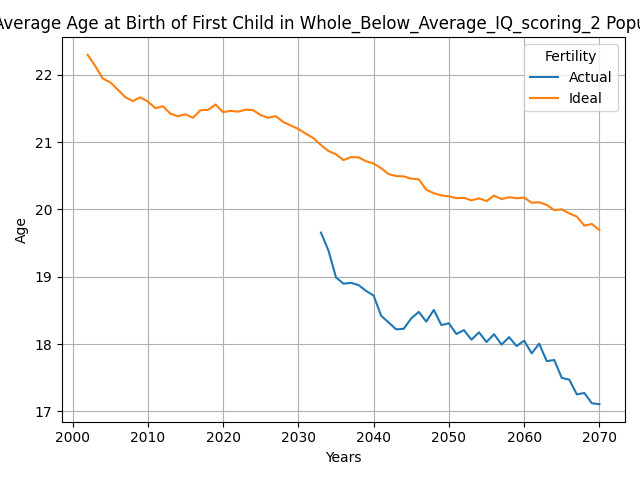 Average Age at Birth of First Child in Whole_Below_Average_IQ_scoring_2
Fertility
Actual
Ideal
22
21
20
19
18
17
Age
2000 2010 2020 2030 2040 2050 2060 2070
Years